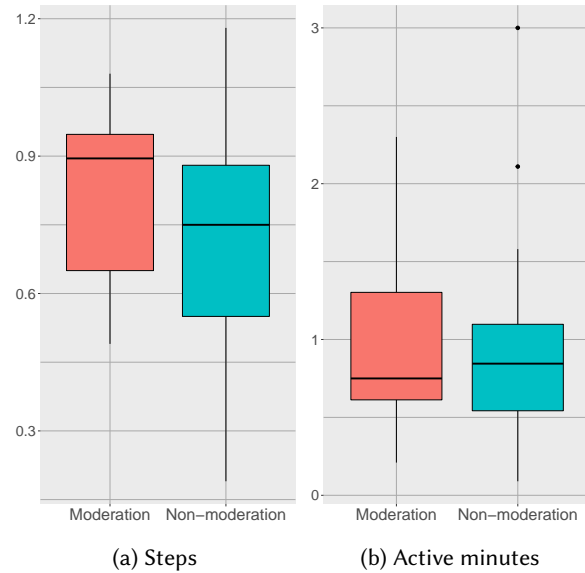 1.2
0.9
0.6
0.3
Moderation Non−moderation
(a) Steps
3
2
1
0
Moderation Non−moderation
(b) Active minutes